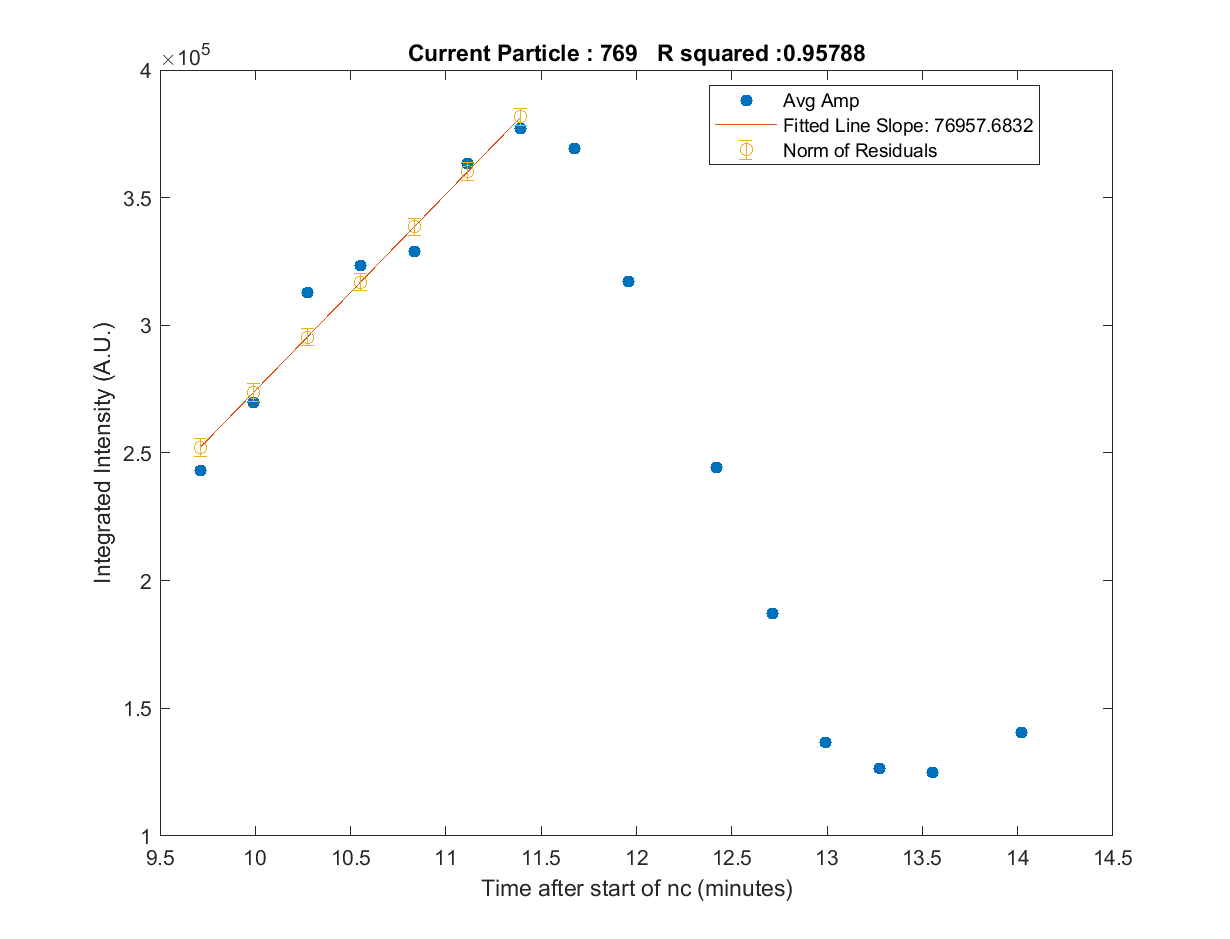 Current Particle : 769   R squared :0.95788
×10^5
4
3.5
3
2.5
2
1.5
1
Integrated Intensity (A.U.)
Avg Amp
Fitted Line Slope: 76957.6832
Norm of Residuals
9.5 10 10.5 11 11.5 12 12.5 13 13.5 14 14.5
Time after start of nc (minutes)